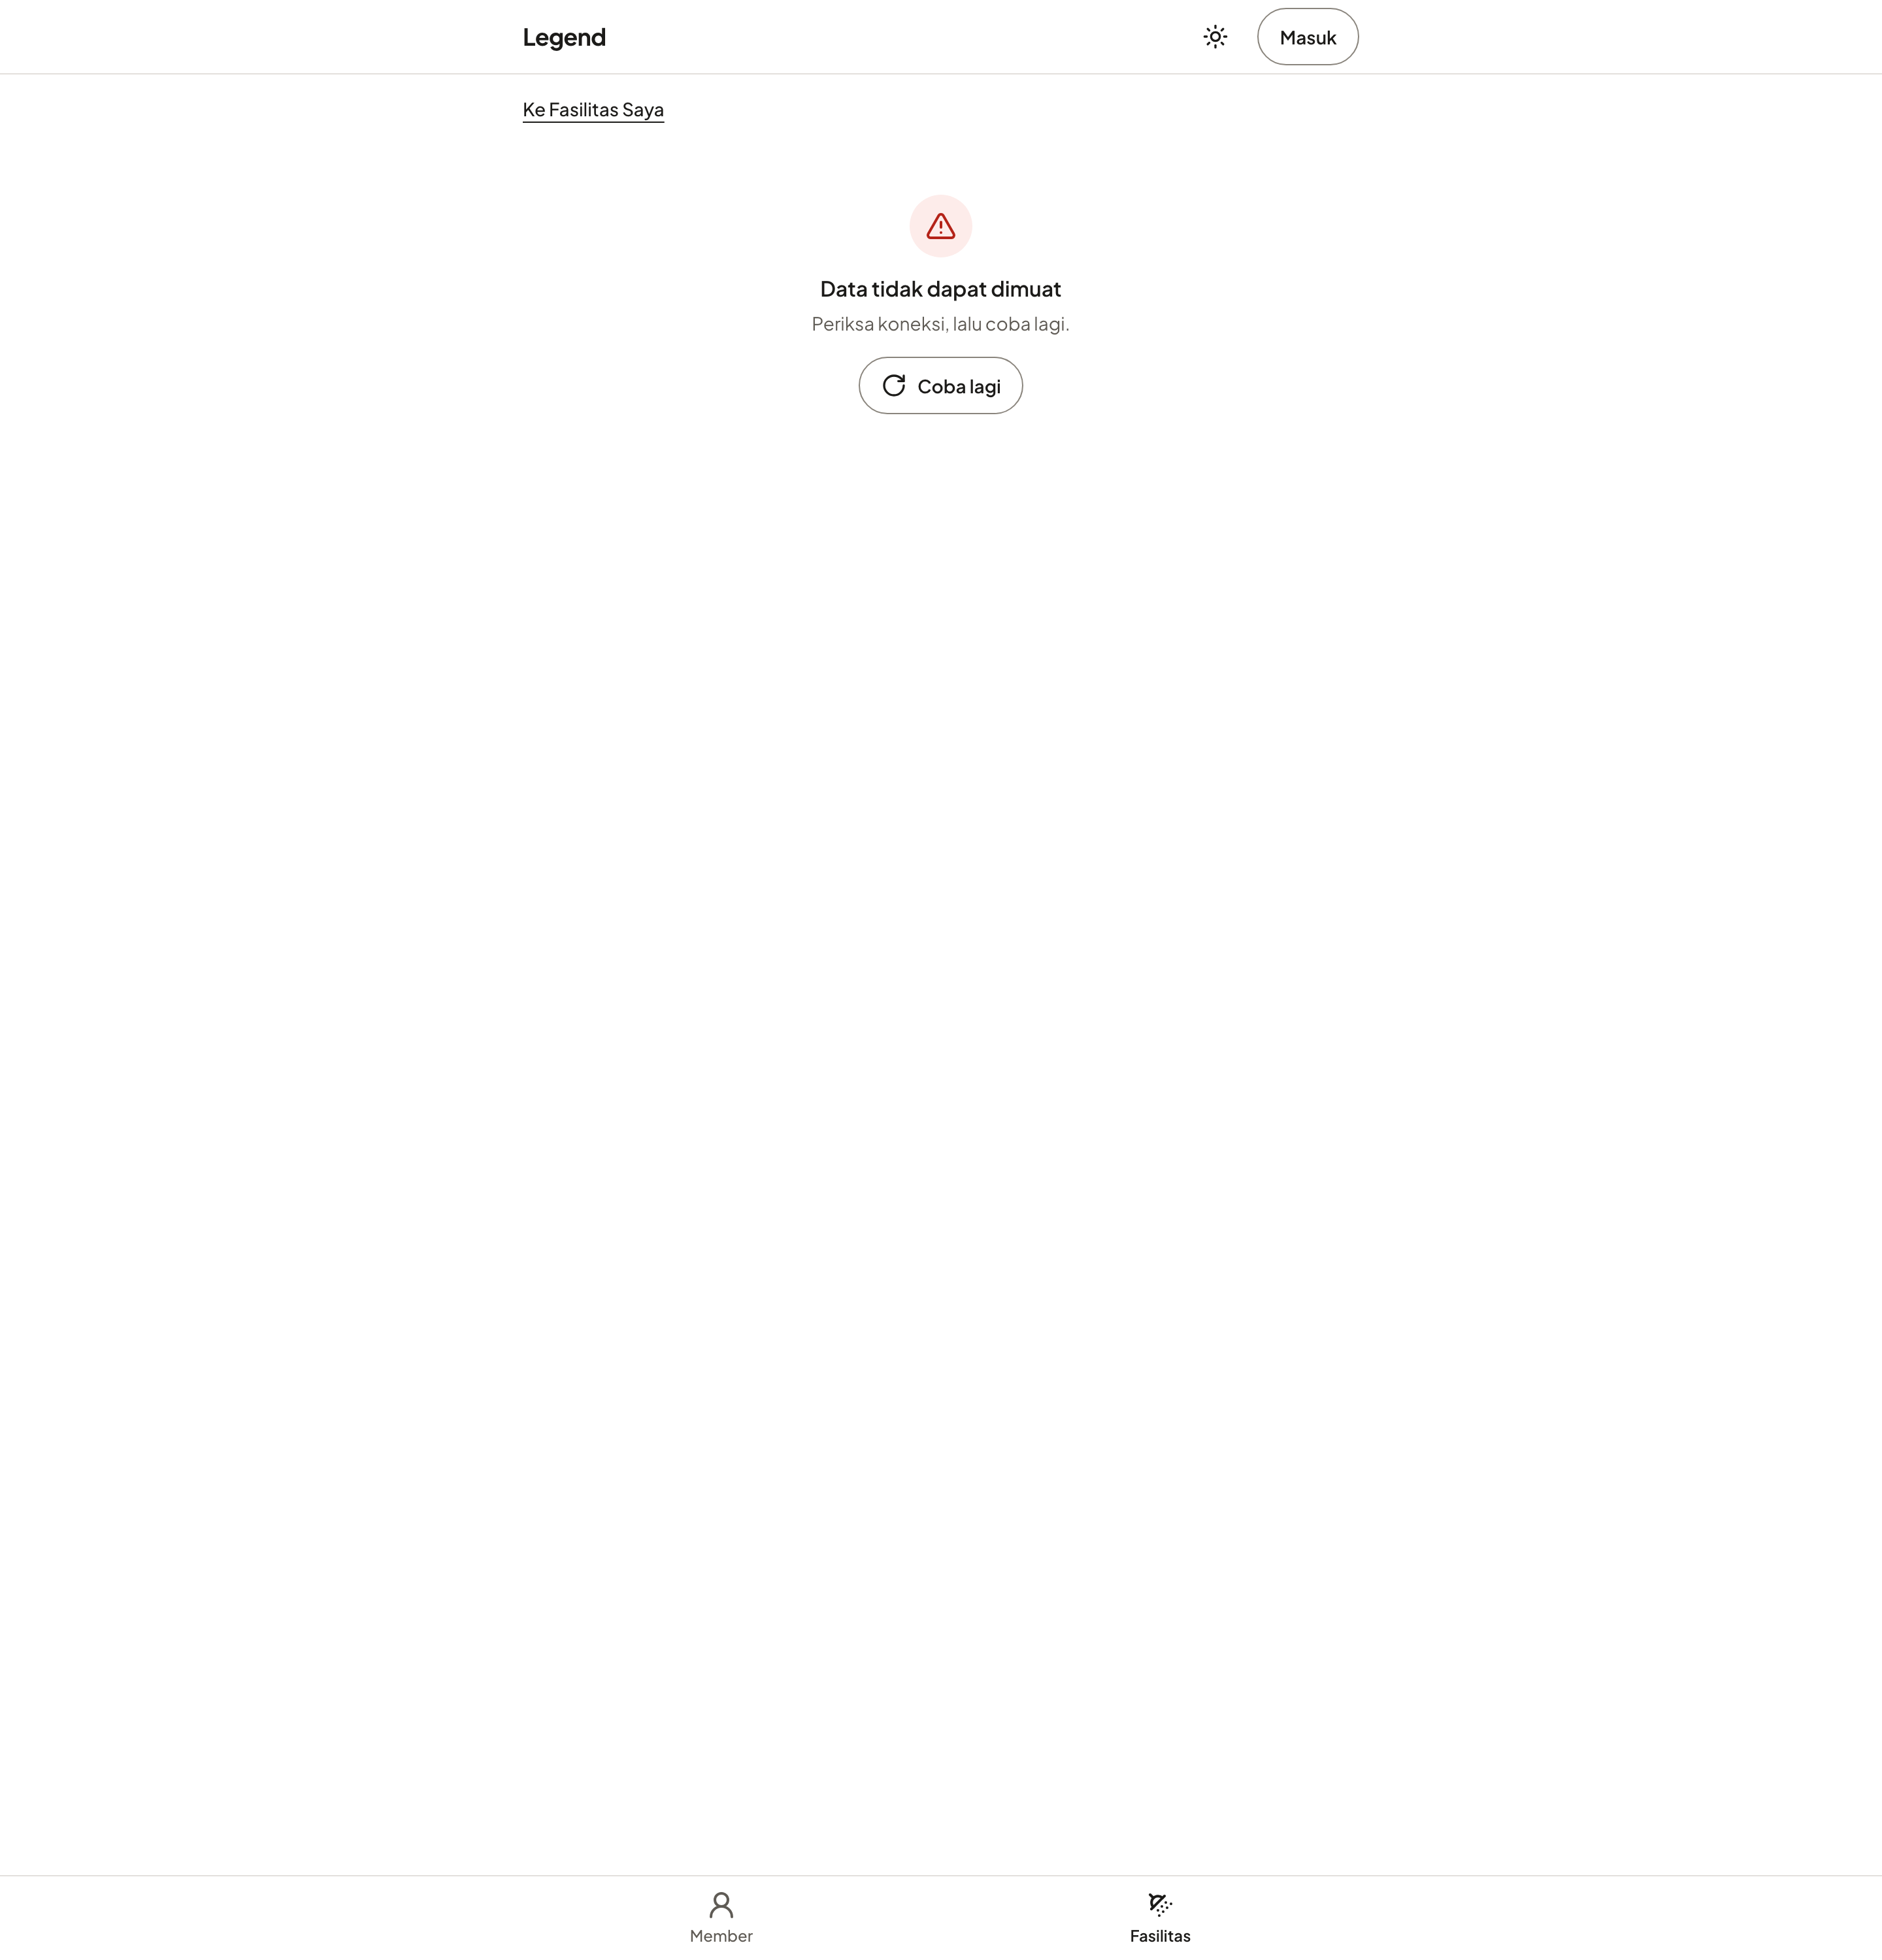 Legend
Masuk
Ke Fasilitas Saya
Data tidak dapat dimuat
Periksa koneksi, lalu coba lagi.
Coba lagi
Member
Fasilitas